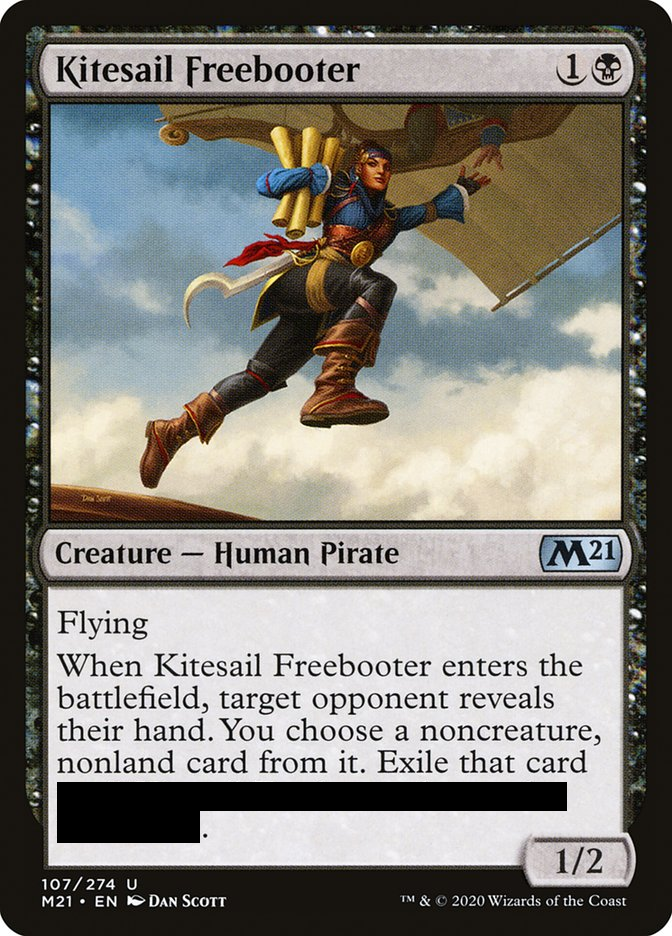 Kitesail Freebooter 1
DAN SCOTT
Creature — Human Pirate M21
Flying
When Kitesail Freebooter enters the
battlefield, target opponent reveals
their hand. You choose a noncreature,
nonland card from it. Exile that card
.
1/2
107/274 U
M21 • EN DAN SCOTT
™ & © 2020 Wizards of the Coast